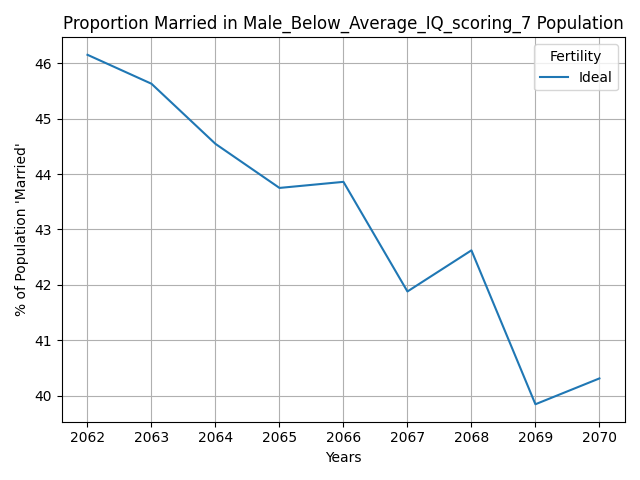 Proportion Married in Male_Below_Average_IQ_scoring_7 Population
Fertility
Ideal
% of Population 'Married'
46
45
44
43
42
41
40
2062 2063 2064 2065 2066 2067 2068 2069 2070
Years